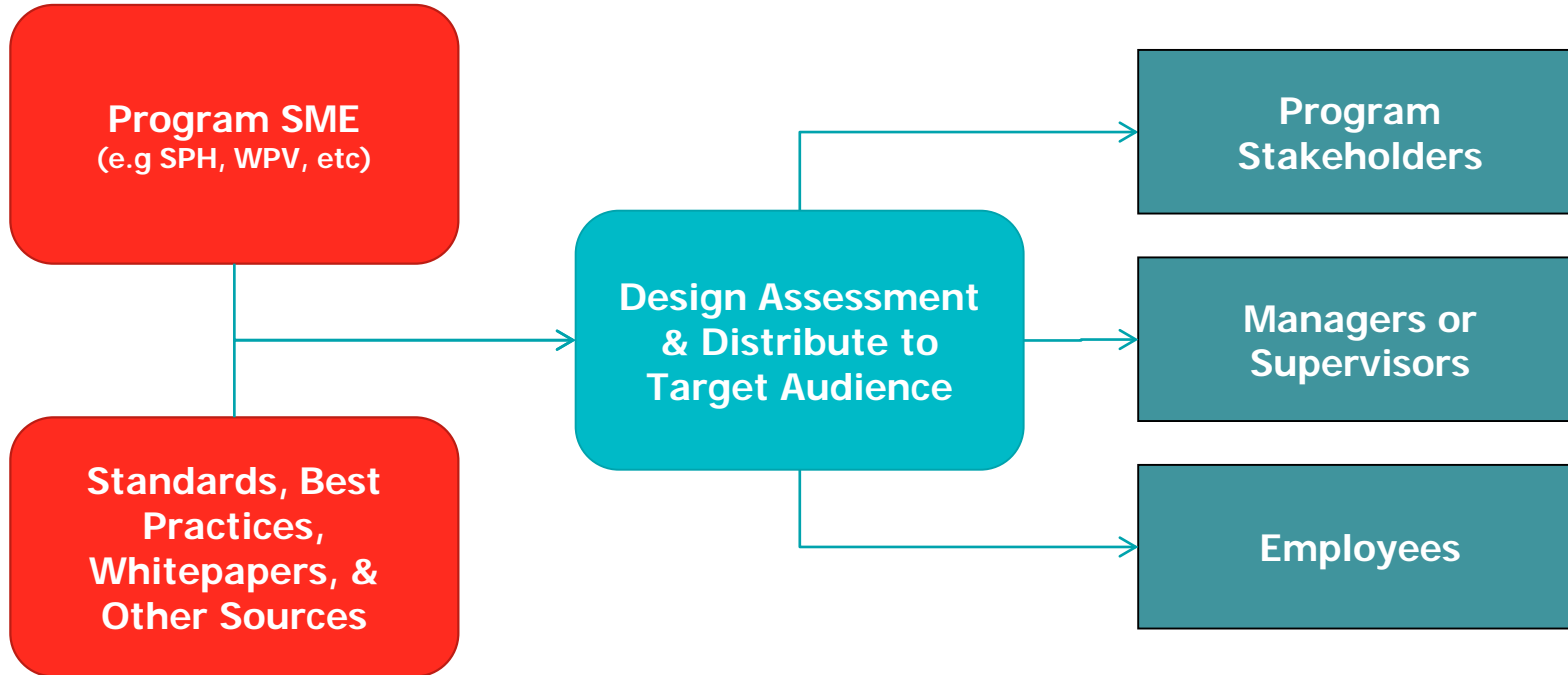 Program SME
(e.g SPH, WPV, etc)
Standards, Best
Practices,
Whitepapers, &
Other Sources
Design Assessment
& Distribute to
Target Audience
Program
Stakeholders
Managers or
Supervisors
Employees